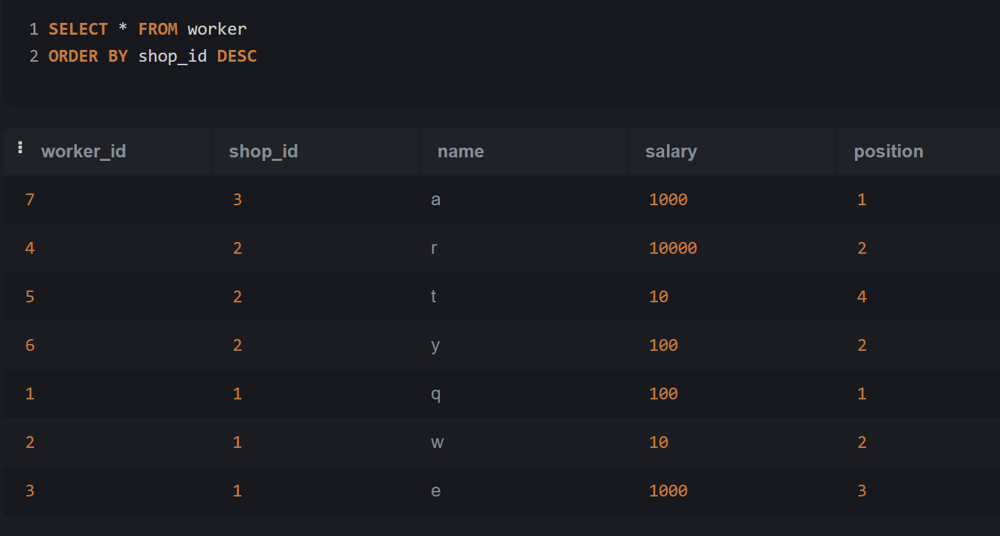 1 SELECT * FROM worker
2 ORDER BY shop_id DESC
worker_id shop_id name salary position
7 3 a 1000 1
4 2 r 10000 2
5 2 t 10 4
6 2 y 100 2
1 1 q 100 1
2 1 w 10 2
3 1 e 1000 3